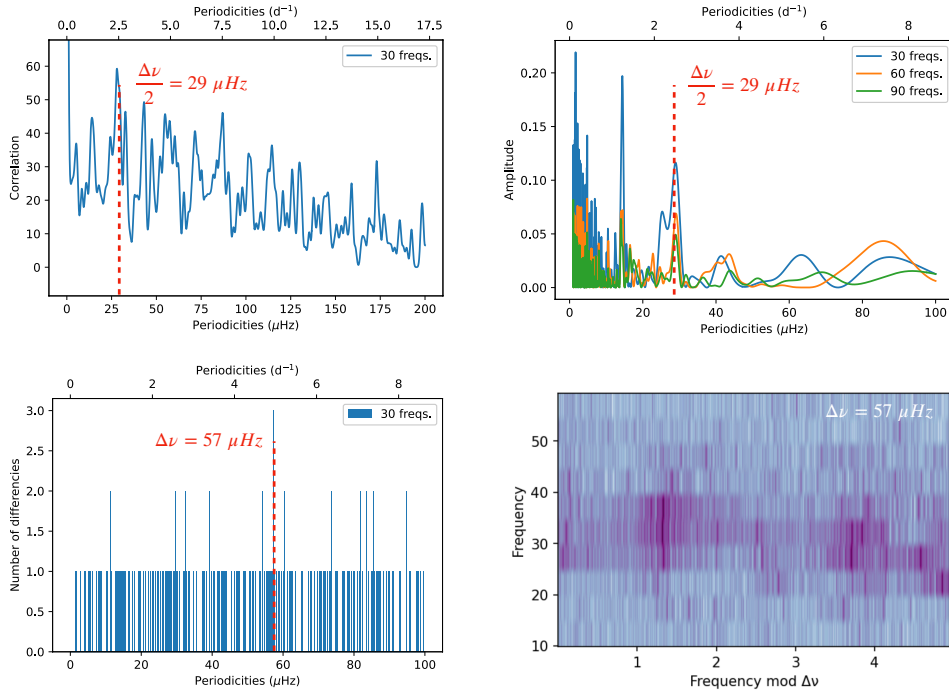 Periodicities (d⁻¹)
0.0 2.5 5.0 7.5 10.0 12.5 15.0 17.5
Correlation
60
50
40
30
20
10
0
30 freqs.
Δν/2 = 29 μHz
0 25 50 75 100 125 150 175 200
Periodicities (μHz)
Periodicities (d⁻¹)
0 2 4 6 8
Amplitude
0.20
0.15
0.10
0.05
0.00
30 freqs.
60 freqs.
90 freqs.
Δν/2 = 29 μHz
0 20 40 60 80 100
Periodicities (μHz)
Periodicities (d⁻¹)
0 2 4 6 8
Number of differencies
3.0
2.5
2.0
1.5
1.0
0.5
0.0
30 freqs.
Δν = 57 μHz
0 20 40 60 80 100
Periodicities (μHz)
Δν = 57 μHz
Frequency
50
40
30
20
10
1 2 3 4
Frequency mod Δν